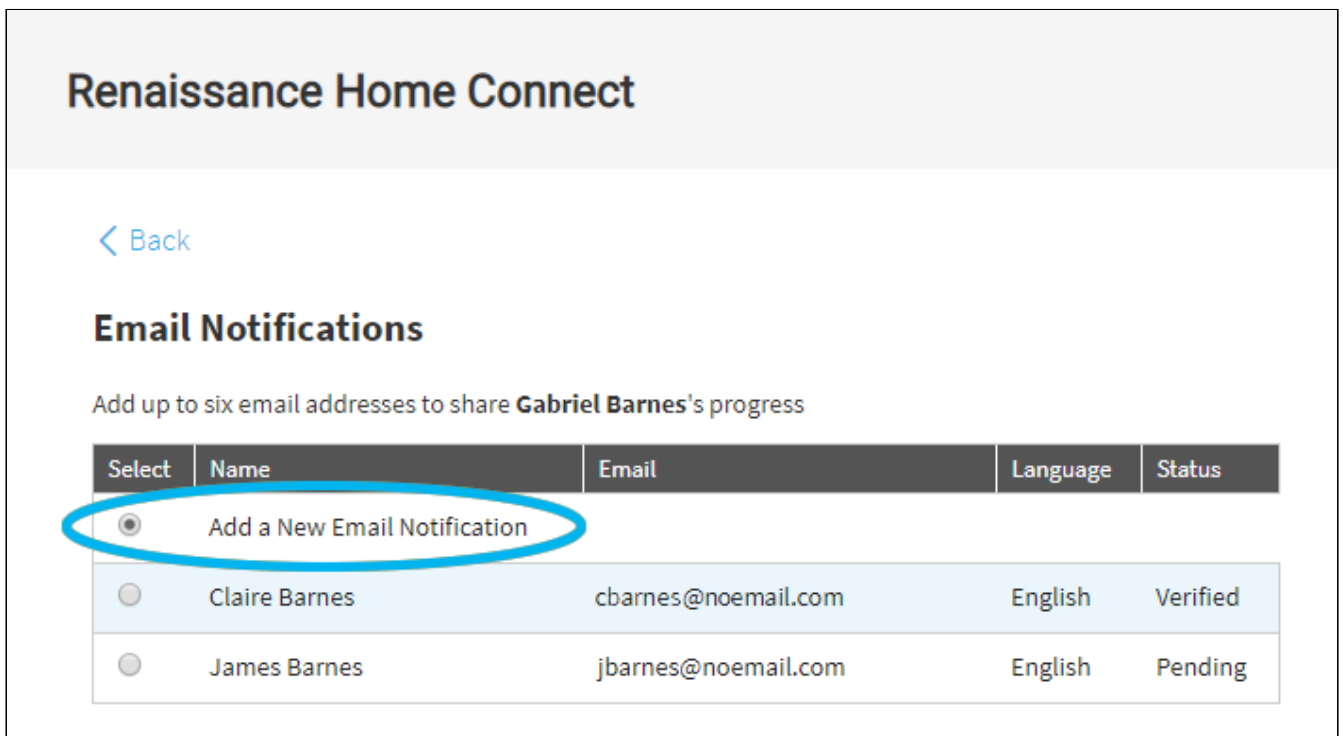 Renaissance Home Connect
Back
Email Notifications
Add up to six email addresses to share Gabriel Barnes's progress
Select Name Email Language Status
Add a New Email Notification
Claire Barnes cbarnes@noemail.com English Verified
James Barnes jbarnes@noemail.com English Pending